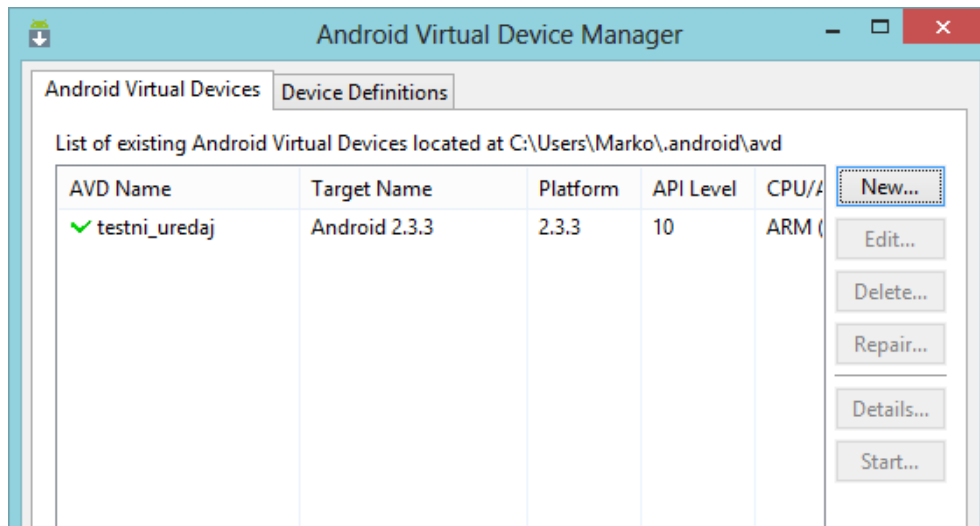 Android Virtual Device Manager
Android Virtual Devices Device Definitions
List of existing Android Virtual Devices located at C:\Users\Marko\.android\avd
AVD Name Target Name Platform API Level CPU/A
testni_uredaj Android 2.3.3 2.3.3 10 ARM (
New...
Edit...
Delete...
Repair...
Details...
Start...